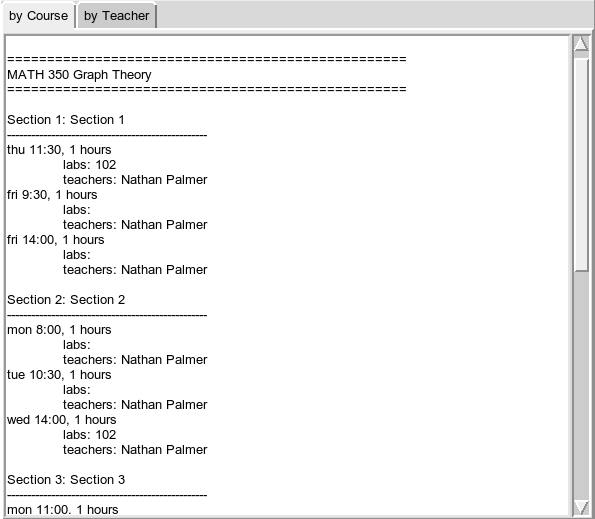 by Course
by Teacher
==================================================
MATH 350 Graph Theory
==================================================
Section 1: Section 1
--------------------------------------------------
thu 11:30, 1 hours
labs: 102
teachers: Nathan Palmer
fri 9:30, 1 hours
labs:
teachers: Nathan Palmer
fri 14:00, 1 hours
labs:
teachers: Nathan Palmer
Section 2: Section 2
--------------------------------------------------
mon 8:00, 1 hours
labs:
teachers: Nathan Palmer
tue 10:30, 1 hours
labs:
teachers: Nathan Palmer
wed 14:00, 1 hours
labs: 102
teachers: Nathan Palmer
Section 3: Section 3
--------------------------------------------------
mon 11:00, 1 hours